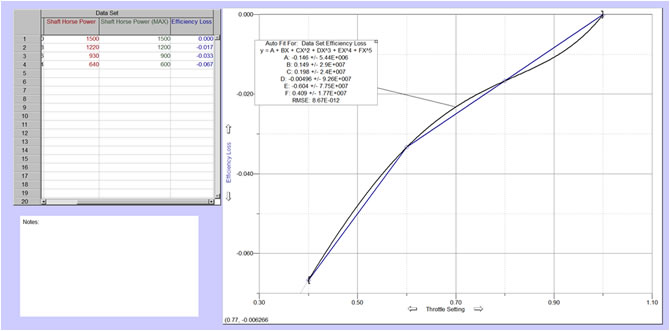 Data Set
Shaft Horse Power Shaft Horse Power (MAX) Efficiency Loss
1 1500 1500 0.000
2 1220 1200 -0.017
3 930 900 -0.033
4 640 600 -0.067
5
6
7
8
9
10
11
12
13
14
15
16
17
18
19
20
Notes:
Efficiency Loss
0.000
-0.020
-0.040
-0.060
Auto Fit For: Data Set Efficiency Loss
y = A + BX + CX^2 + DX^3 + EX^4 + FX^5
A: -0.146 +/- 5.44E+006
B: 0.149 +/- 2.9E+007
C: 0.198 +/- 2.4E+007
D: -0.00496 +/- 9.26E+007
E: -0.604 +/- 7.75E+007
F: 0.409 +/- 1.77E+007
RMSE: 8.67E-012
0.30 0.50 0.70 0.90 1.10
Throttle Setting
(0.77, -0.006266)